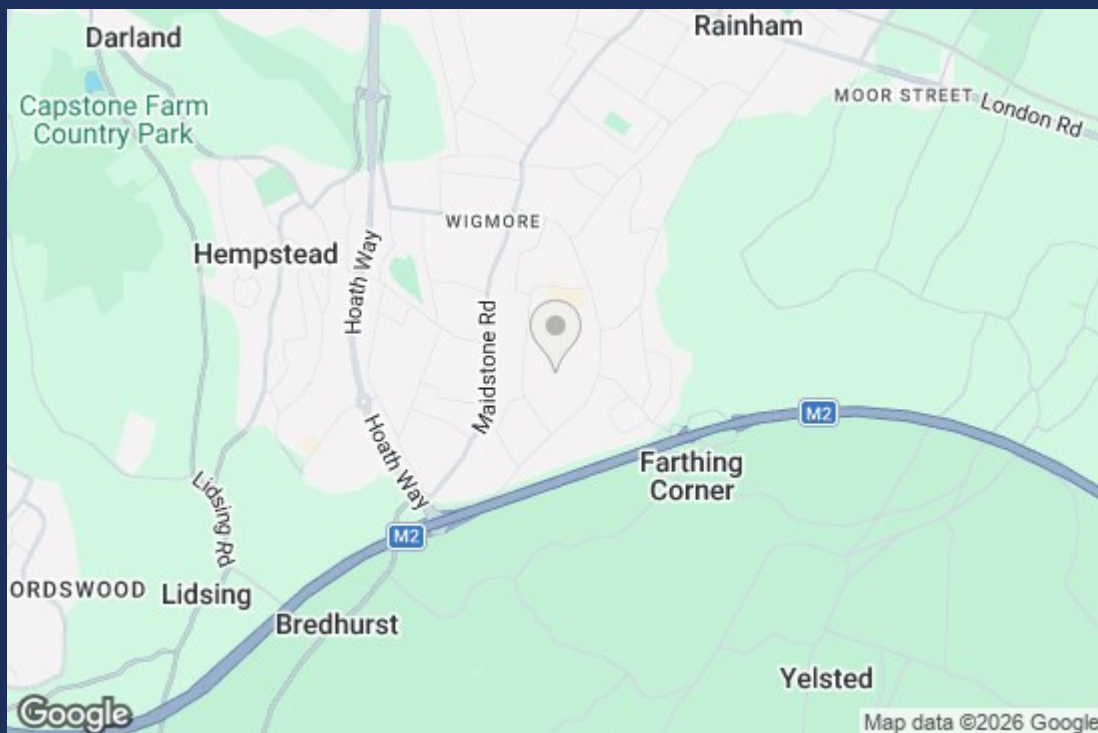 Darland
Rainham
Capstone Farm
Country Park
MOOR STREET
London Rd
WIGMORE
Hempstead
Hoath Way
Maidstone Rd
M2
Hoath Way
Farthing
Corner
Lidsing Rd
M2
ORDSWOOD
Lidsing
Bredhurst
Yelsted
Google
Map data ©2026 Google